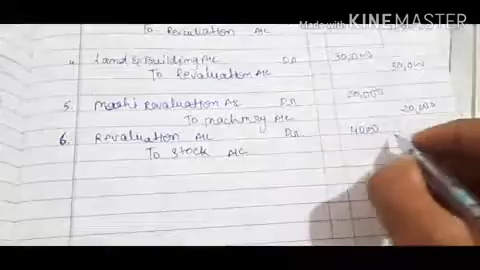 Made with KINEMASTER
To Revaluation A/c
4. Land & Building A/c Dr 30,000
To Revaluation A/c 30,000
5. Revaluation A/c Dr 20,000
To machinery A/c 20,000
6. Revaluation A/c Dr 4000
To Stock A/c